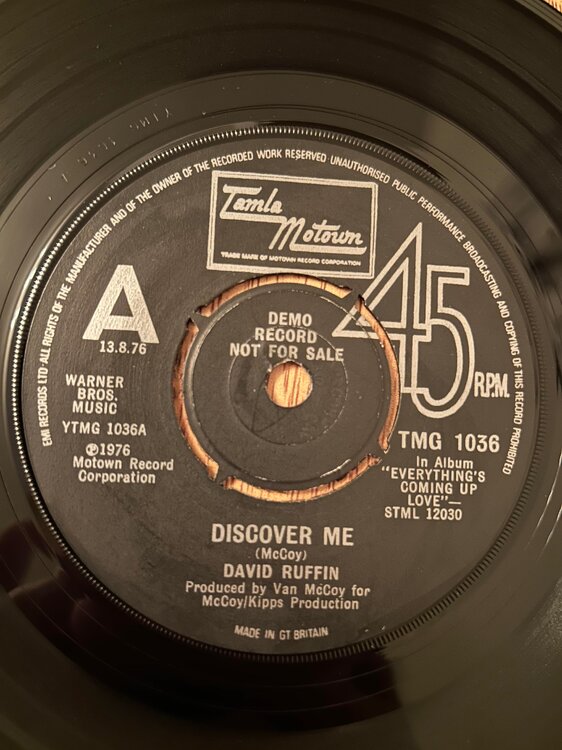 EMI RECORDS LTD·ALL RIGHTS OF THE MANUFACTURER AND OF THE OWNER OF THE RECORDED WORK RESERVED UNAUTHORISED PUBLIC PERFORMANCE BROADCASTING AND COPYING OF THIS RECORD PROHIBITED
Tamla
Motown
TRADE MARK OF MOTOWN RECORD CORPORATION
A
13.8.76
DEMO
RECORD
NOT FOR SALE
45
R.P.M.
WARNER
BROS.
MUSIC
YTMG 1036A
℗1976
Motown Record
Corporation
TMG 1036
In Album
"EVERYTHING'S
COMING UP
LOVE"—
STML 12030
DISCOVER ME
(McCoy)
DAVID RUFFIN
Produced by Van McCoy for
McCoy/Kipps Production
MADE IN GT BRITAIN